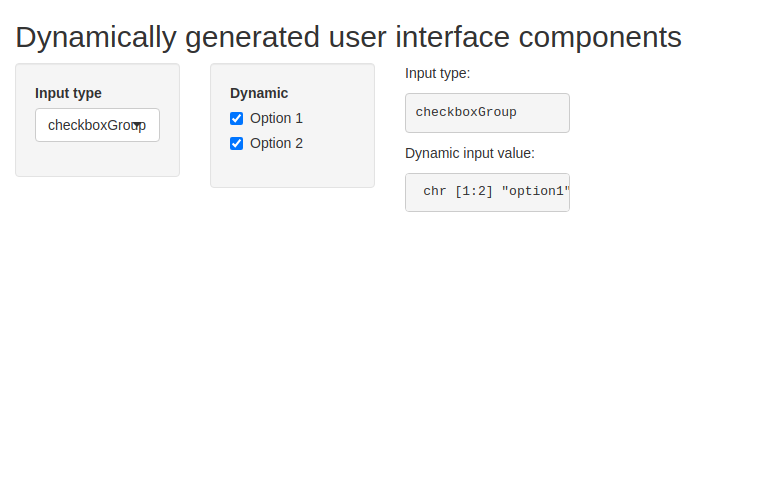 Dynamically generated user interface components
Input type
checkboxGroup
Dynamic
Option 1
Option 2
Input type:
checkboxGroup
Dynamic input value:
chr [1:2] "option1"